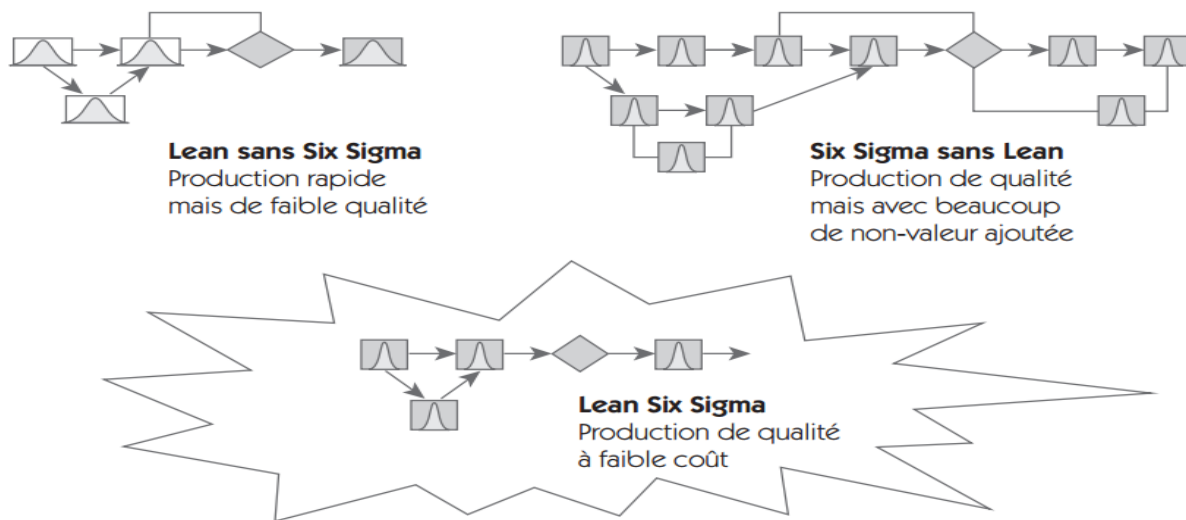 Lean sans Six Sigma
Production rapide
mais de faible qualité
Six Sigma sans Lean
Production de qualité
mais avec beaucoup
de non-valeur ajoutée
Lean Six Sigma
Production de qualité
à faible coût